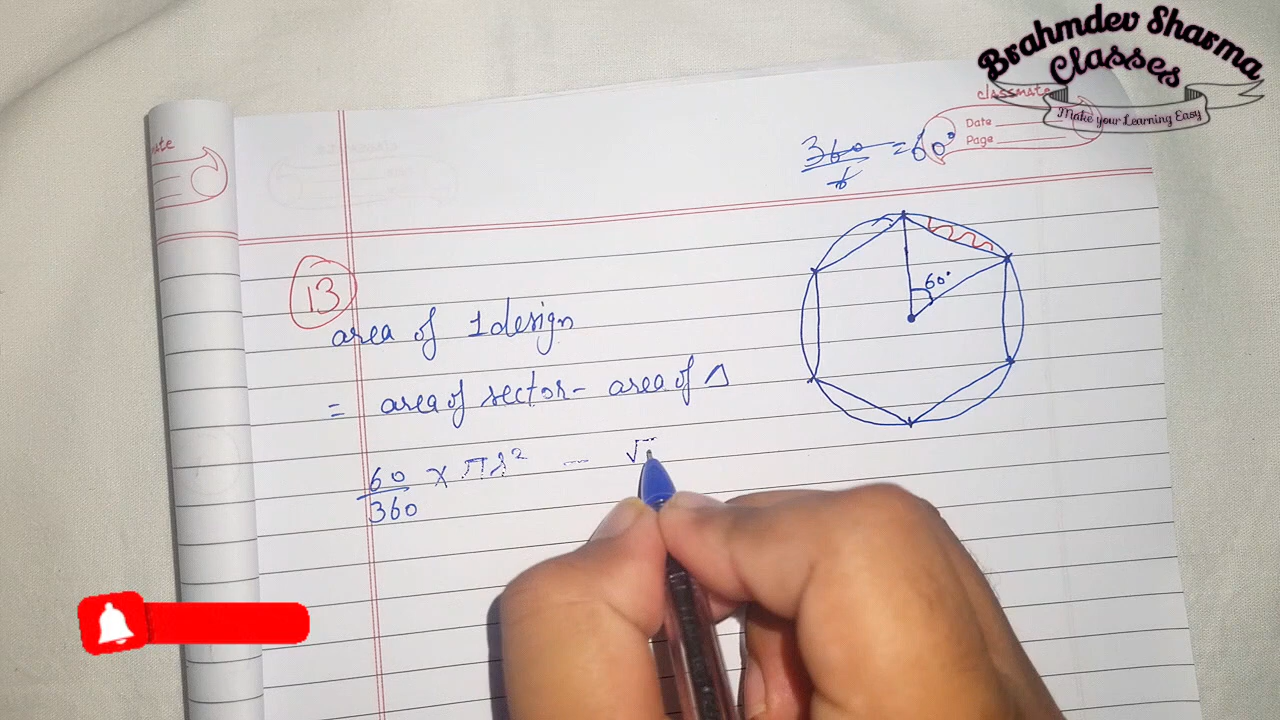 Brahmdev Sharma
Classes
Make your Learning Easy
classmate
Date
Page
360/6 = 60°
13
60°
area of 1 design
= area of sector - area of △
60/360 × πr² - √